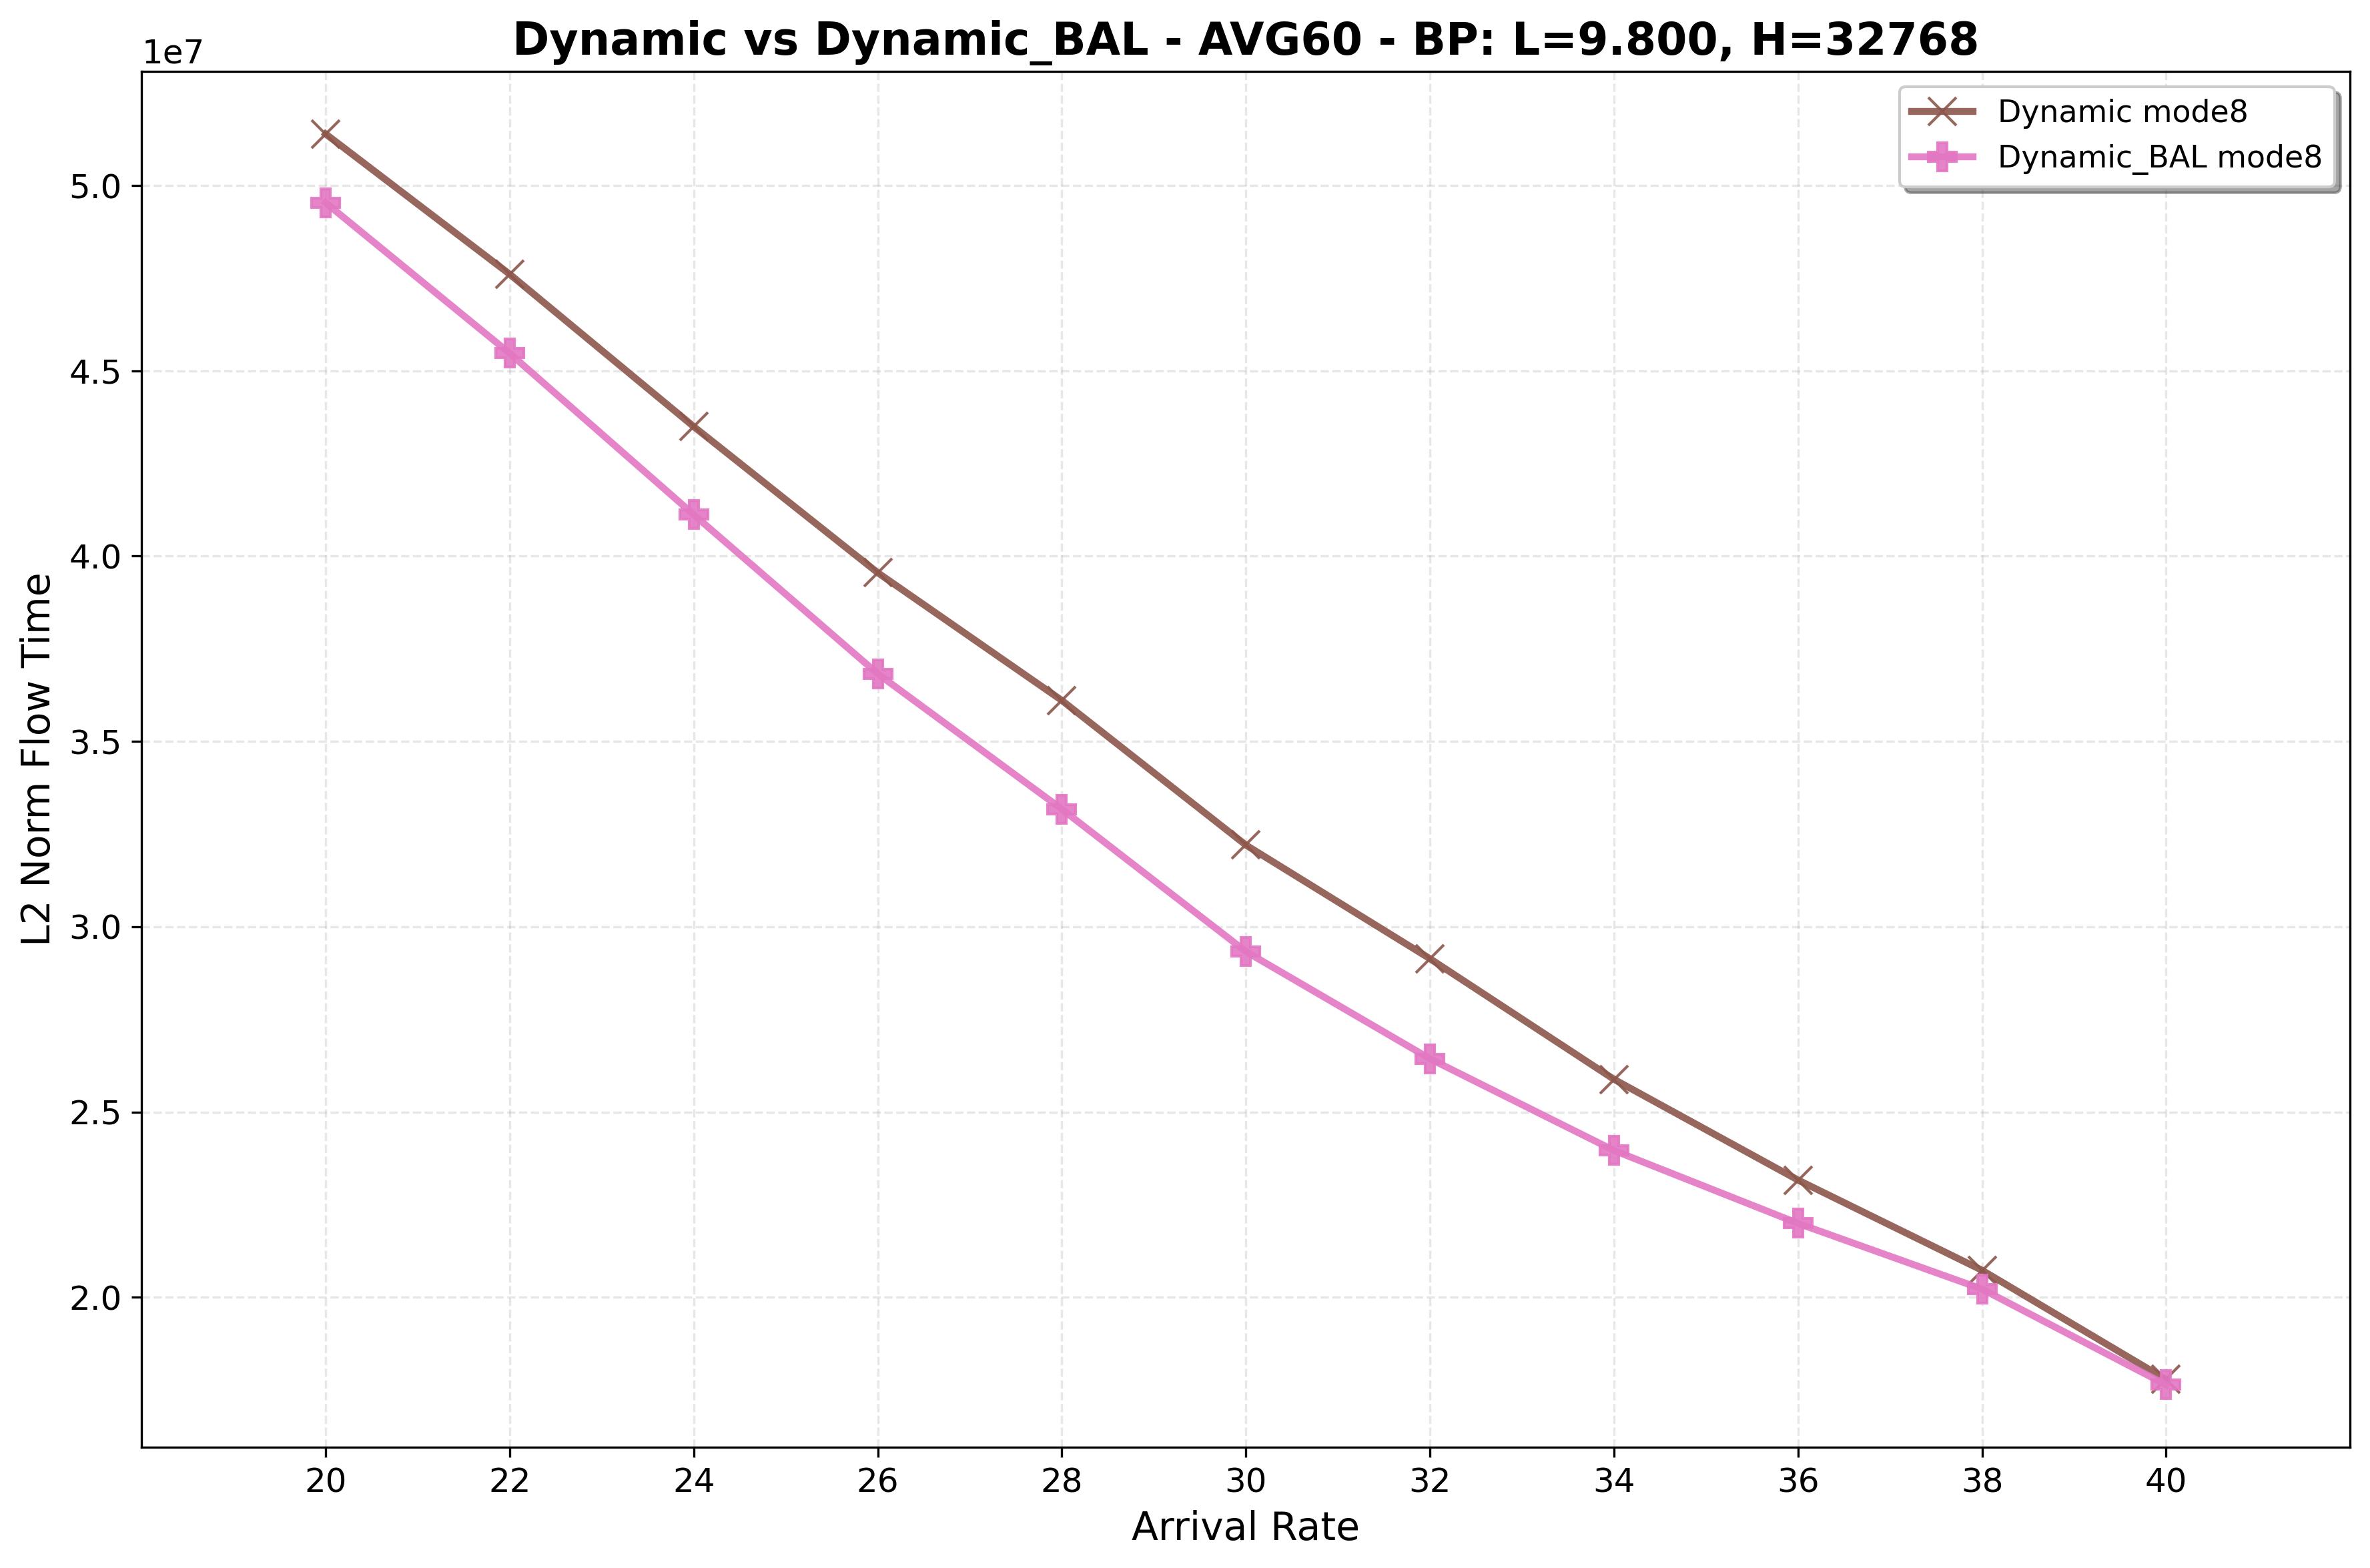 Dynamic vs Dynamic_BAL - AVG60 - BP: L=9.800, H=32768
1e7
Dynamic mode8
Dynamic_BAL mode8
5.0
4.5
4.0
3.5
3.0
2.5
2.0
L2 Norm Flow Time
20 22 24 26 28 30 32 34 36 38 40
Arrival Rate